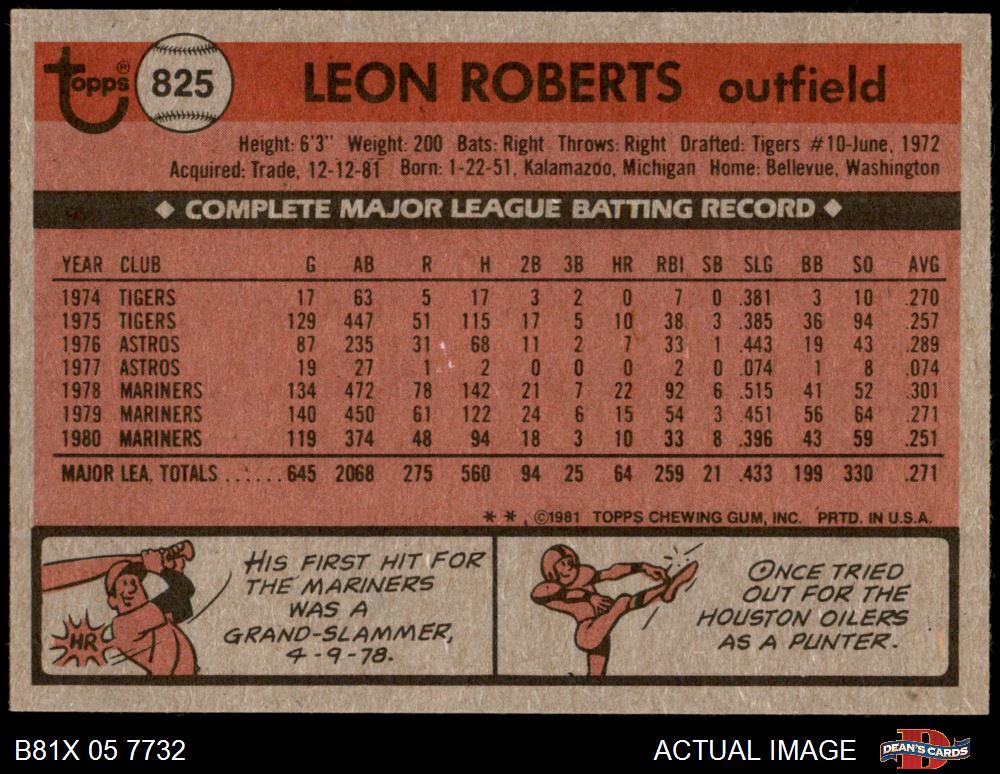 topps® 825 LEON ROBERTS outfield
Height: 6'3" Weight: 200 Bats: Right Throws: Right Drafted: Tigers #10-June, 1972
Acquired: Trade, 12-12-81 Born: 1-22-51, Kalamazoo, Michigan Home: Bellevue, Washington
◆ COMPLETE MAJOR LEAGUE BATTING RECORD ◆
YEAR CLUB G AB R H 2B 3B HR RBI SB SLG BB SO AVG
1974 TIGERS 17 63 5 17 3 2 0 7 0 .381 3 10 .270
1975 TIGERS 129 447 51 115 17 5 10 38 3 .385 36 94 .257
1976 ASTROS 87 235 31 68 11 2 7 33 1 .443 19 43 .289
1977 ASTROS 19 27 1 2 0 0 0 2 0 .074 1 8 .074
1978 MARINERS 134 472 78 142 21 7 22 92 6 .515 41 52 .301
1979 MARINERS 140 450 61 122 24 6 15 54 3 .451 56 64 .271
1980 MARINERS 119 374 48 94 18 3 10 33 8 .396 43 59 .251
MAJOR LEA. TOTALS ...... 645 2068 275 560 94 25 64 259 21 .433 199 330 .271
* * ©1981 TOPPS CHEWING GUM, INC. PRTD. IN U.S.A.
HR
HIS FIRST HIT FOR
THE MARINERS
WAS A
GRAND-SLAMMER,
4-9-78.
ONCE TRIED
OUT FOR THE
HOUSTON OILERS
AS A PUNTER.
B81X 05 7732 ACTUAL IMAGE D DEAN'S CARDS